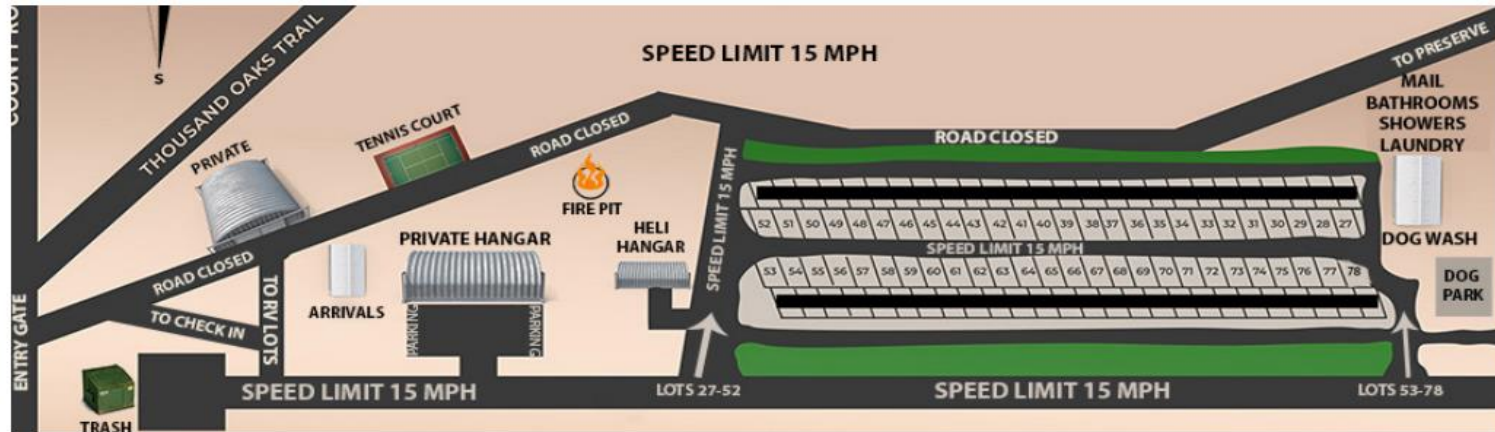 COUNTY RO
S
THOUSAND OAKS TRAIL
SPEED LIMIT 15 MPH
TO PRESERVE
MAIL
BATHROOMS
SHOWERS
LAUNDRY
PRIVATE
TENNIS COURT
ROAD CLOSED
ROAD CLOSED
FIRE PIT
SPEED LIMIT 15 MPH
52 51 50 49 48 47 46 45 44 43 42 41 40 39 38 37 36 35 34 33 32 31 30 29 28 27
SPEED LIMIT 15 MPH
53 54 55 56 57 58 59 60 61 62 63 64 65 66 67 68 69 70 71 72 73 74 75 76 77 78
DOG WASH
DOG
PARK
HELI
HANGAR
PRIVATE HANGAR
PARKING
PARKING
ARRIVALS
ROAD CLOSED
TO RV LOTS
TO CHECK IN
ENTRY GATE
TRASH
SPEED LIMIT 15 MPH
LOTS 27-52
SPEED LIMIT 15 MPH
LOTS 53-78